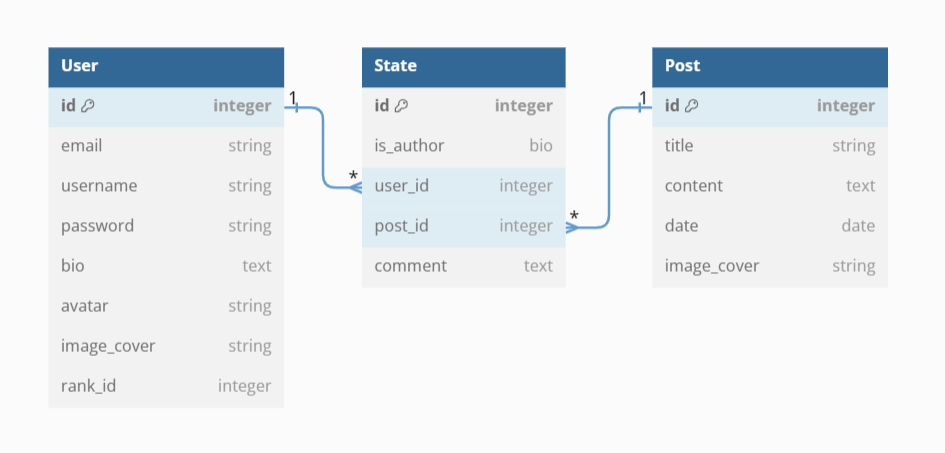 User
id integer
email string
username string
password string
bio text
avatar string
image_cover string
rank_id integer
1
*
State
id integer
is_author bio
user_id integer
post_id integer
comment text
*
1
Post
id integer
title string
content text
date date
image_cover string